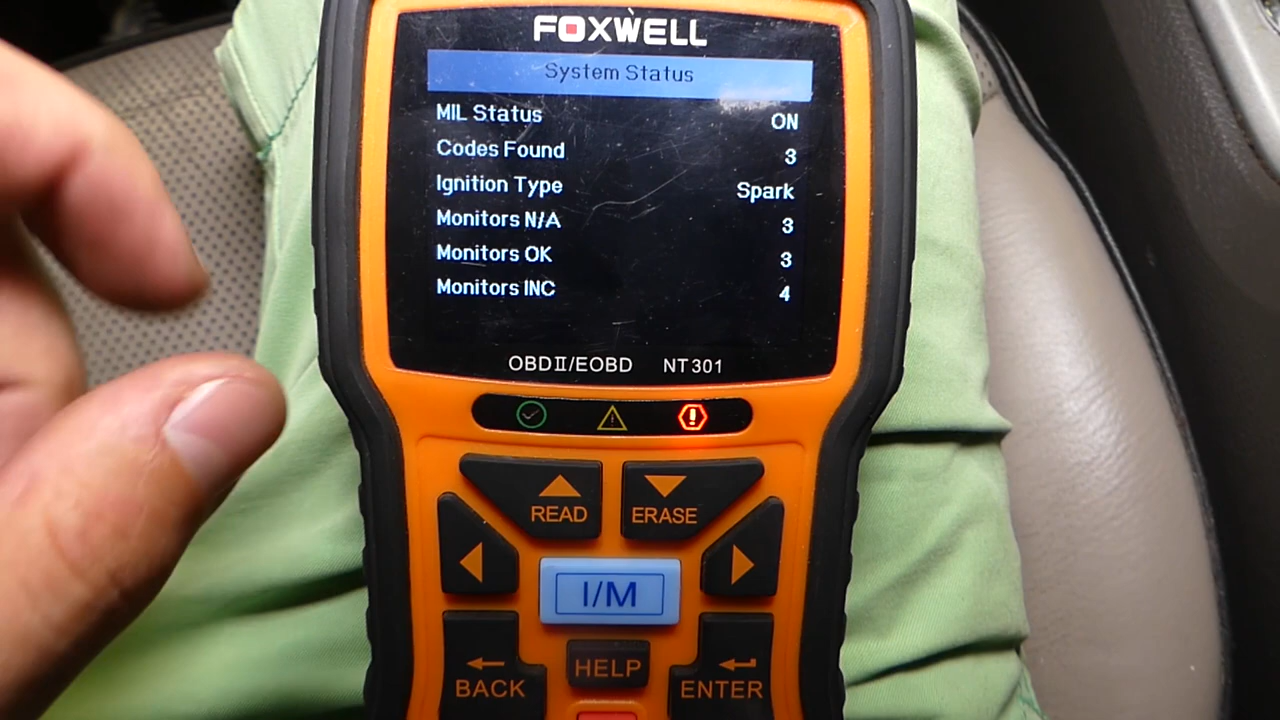 FOXWELL
System Status
MIL Status ON
Codes Found 3
Ignition Type Spark
Monitors N/A 3
Monitors OK 3
Monitors INC 4
OBDII/EOBD NT301
READ ERASE
I/M
BACK HELP ENTER